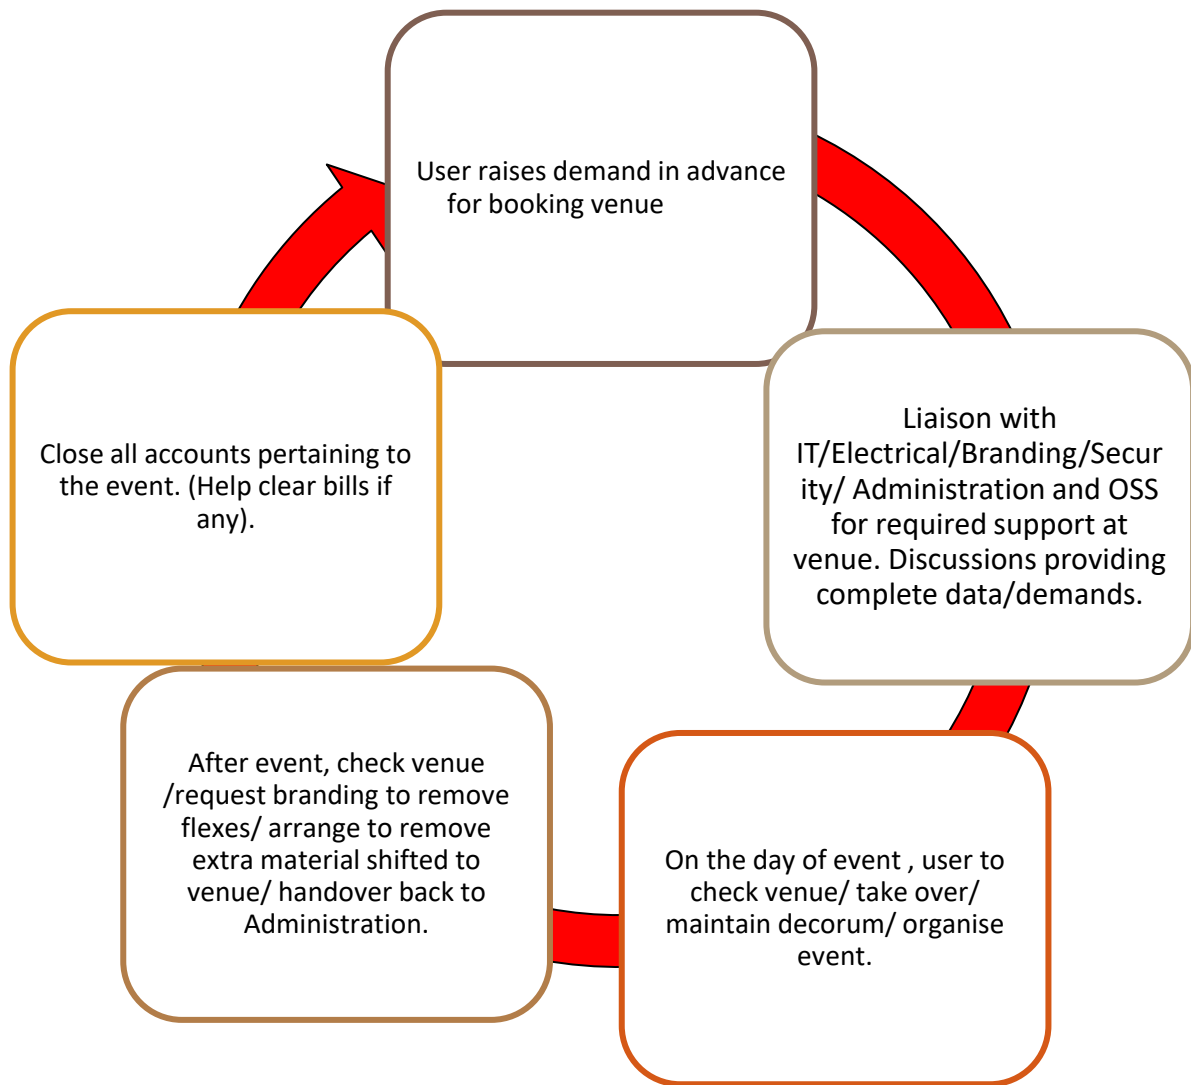 User raises demand in advance
for booking venue
Liaison with
IT/Electrical/Branding/Secur
ity/ Administration and OSS
for required support at
venue. Discussions providing
complete data/demands.
On the day of event , user to
check venue/ take over/
maintain decorum/ organise
event.
After event, check venue
/request branding to remove
flexes/ arrange to remove
extra material shifted to
venue/ handover back to
Administration.
Close all accounts pertaining to
the event. (Help clear bills if
any).